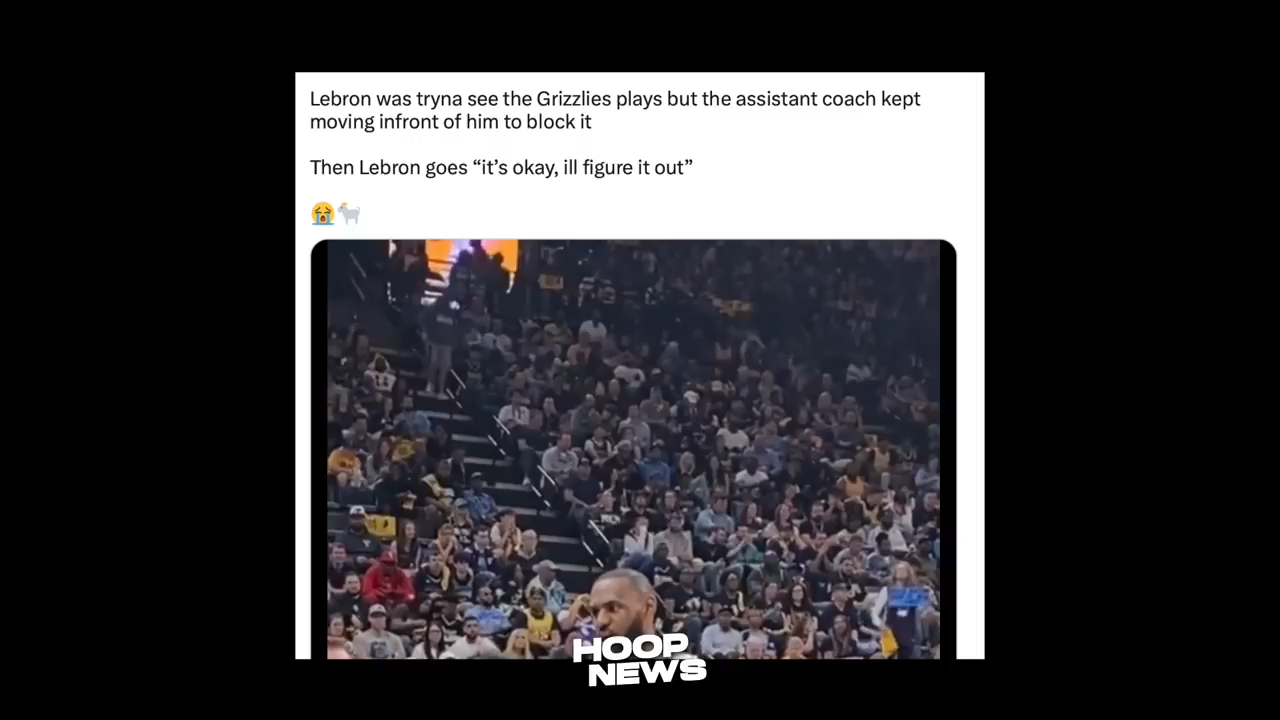 Lebron was tryna see the Grizzlies plays but the assistant coach kept
moving infront of him to block it
Then Lebron goes “it’s okay, ill figure it out”
😭🐐
HOOP
NEWS